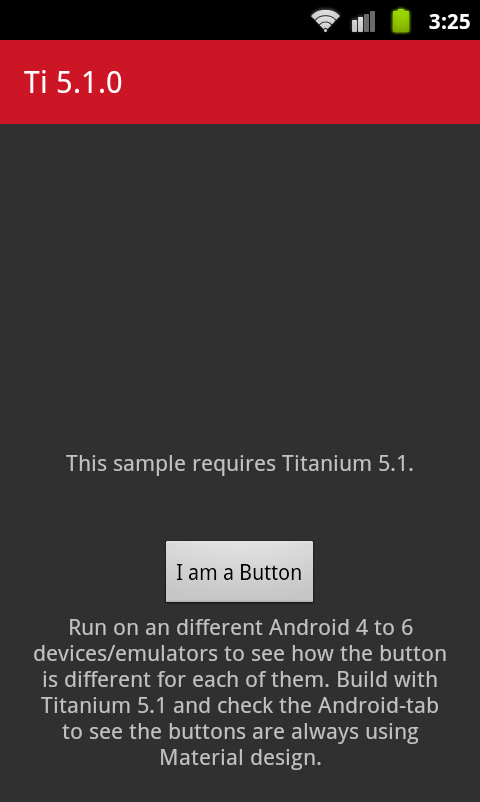 3:25
Ti 5.1.0
This sample requires Titanium 5.1.
I am a Button
Run on an different Android 4 to 6
devices/emulators to see how the button
is different for each of them. Build with
Titanium 5.1 and check the Android-tab
to see the buttons are always using
Material design.